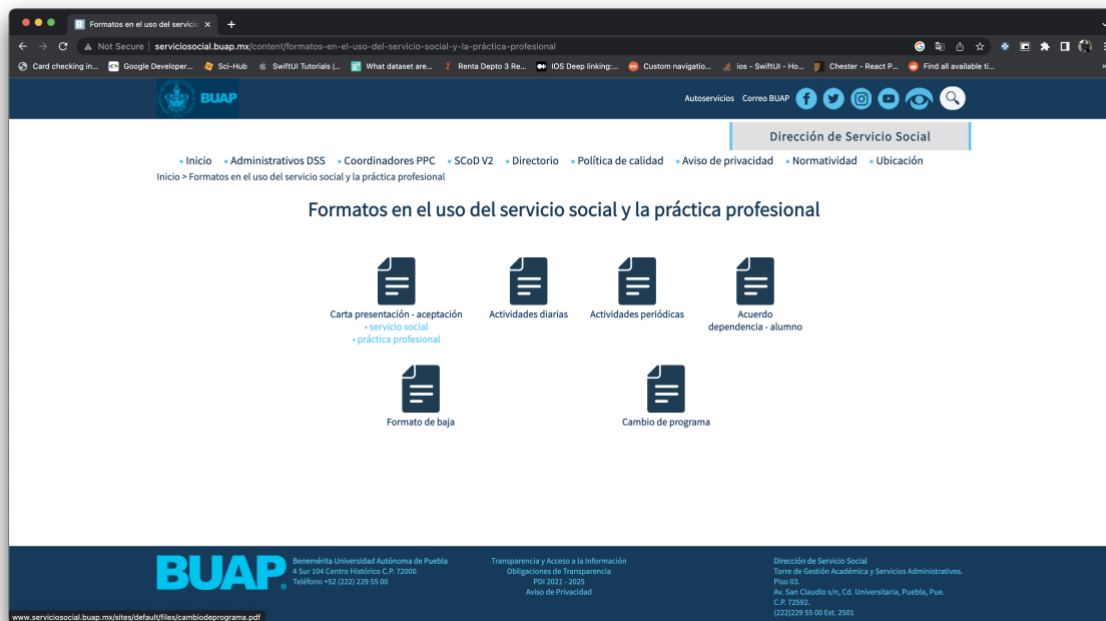 Formatos en el uso del servicio
Not Secure | serviciosocial.buap.mx/content/formatos-en-el-uso-del-servicio-social-y-la-práctica-profesional
Card checking in... Google Developer... Sci-Hub SwiftUI Tutorials |... What dataset are... Renta Depto 3 Re... IOS Deep linking:... Custom navigatio... ios - SwiftUI - Ho... Chester - React P... Find all available ti...
BUAP Autoservicios Correo BUAP
Dirección de Servicio Social
▪ Inicio ▪ Administrativos DSS ▪ Coordinadores PPC ▪ SCoD V2 ▪ Directorio ▪ Política de calidad ▪ Aviso de privacidad ▪ Normatividad ▪ Ubicación
Inicio > Formatos en el uso del servicio social y la práctica profesional
Formatos en el uso del servicio social y la práctica profesional
Carta presentación - aceptación
▪ servicio social
▪ práctica profesional
Actividades diarias
Actividades periódicas
Acuerdo
dependencia - alumno
Formato de baja
Cambio de programa
BUAP.
Benemérita Universidad Autónoma de Puebla
4 Sur 104 Centro Histórico C.P. 72000
Teléfono +52 (222) 229 55 00
Transparencia y Acceso a la Información
Obligaciones de Transparencia
PDI 2021 - 2025
Aviso de Privacidad
Dirección de Servicio Social
Torre de Gestión Académica y Servicios Administrativos.
Piso 03.
Av. San Claudio s/n, Cd. Universitaria, Puebla, Pue.
C.P. 72592.
(222)229 55 00 Ext. 2501
www.serviciosocial.buap.mx/sites/default/files/cambiodeprograma.pdf